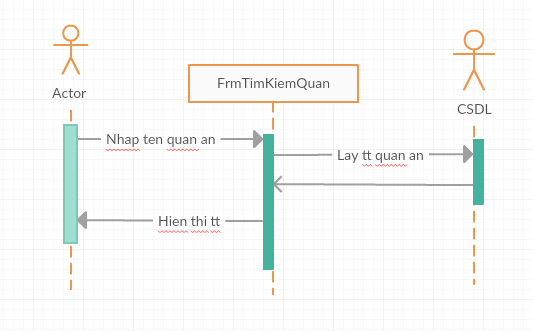 Actor
FrmTimKiemQuan
CSDL
Nhap ten quan an
Lay tt quan an
Hien thi tt